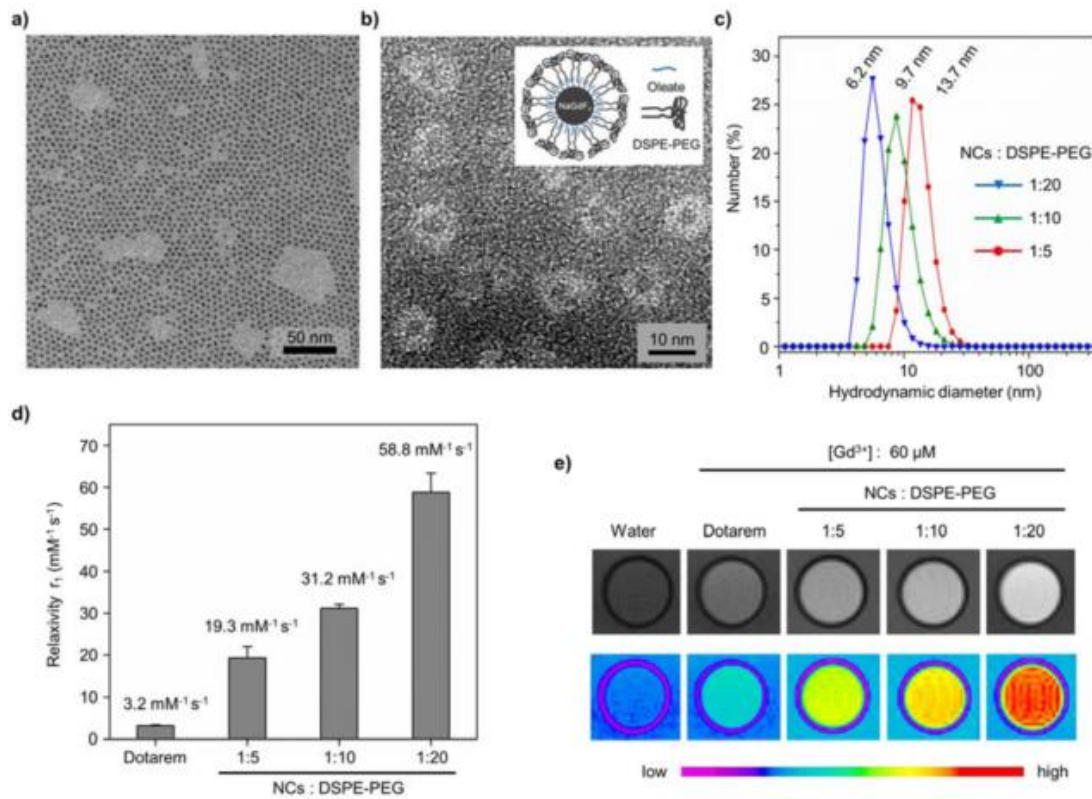 a)
50 nm
b)
NaGdF₄
Oleate
DSPE-PEG
10 nm
c)
6.2 nm
9.7 nm
13.7 nm
NCs : DSPE-PEG
1:20
1:10
1:5
Number (%)
30
25
20
15
10
5
0
1
10
100
Hydrodynamic diameter (nm)
d)
Relaxivity r₁ (mM⁻¹ s⁻¹)
70
60
50
40
30
20
10
0
3.2 mM⁻¹ s⁻¹
19.3 mM⁻¹ s⁻¹
31.2 mM⁻¹ s⁻¹
58.8 mM⁻¹ s⁻¹
Dotarem
1:5
1:10
1:20
NCs : DSPE-PEG
e)
[Gd³⁺] : 60 µM
NCs : DSPE-PEG
Water
Dotarem
1:5
1:10
1:20
low
high